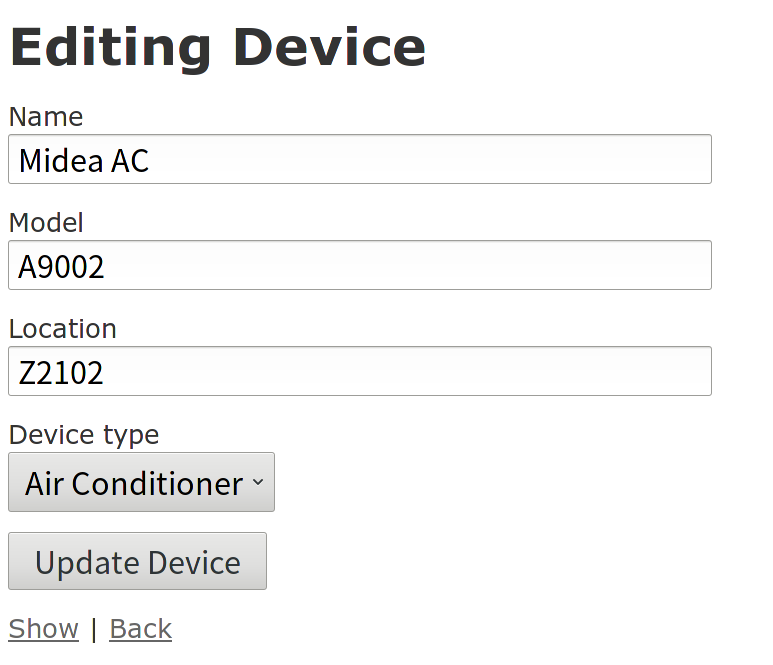 Editing Device
Name
Midea AC
Model
A9002
Location
Z2102
Device type
Air Conditioner
Update Device
Show | Back